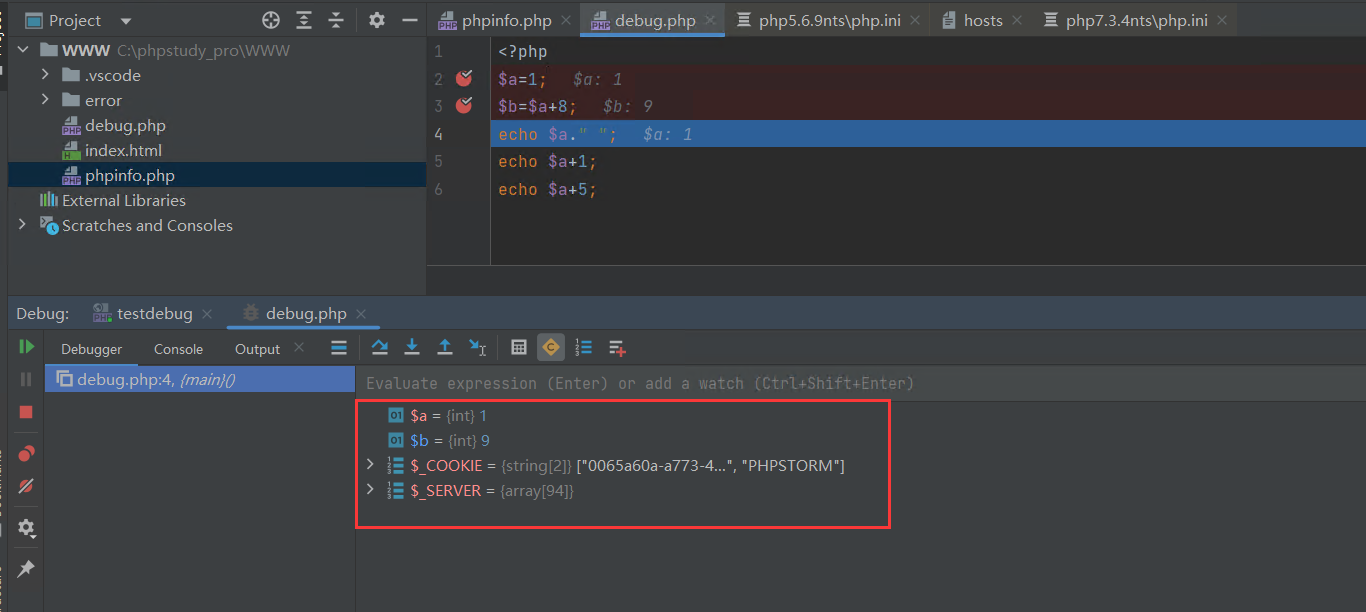 Project
phpinfo.php
debug.php
php5.6.9nts\php.ini
hosts
php7.3.4nts\php.ini
WWW C:\phpstudy_pro\WWW
.vscode
error
debug.php
index.html
phpinfo.php
External Libraries
Scratches and Consoles
1 <?php
2 $a=1; $a: 1
3 $b=$a+8; $b: 9
4 echo $a." "; $a: 1
5 echo $a+1;
6 echo $a+5;
Debug: testdebug debug.php
Debugger Console Output
debug.php:4, {main}()
Evaluate expression (Enter) or add a watch (Ctrl+Shift+Enter)
$a = {int} 1
$b = {int} 9
$_COOKIE = {string[2]} ["0065a60a-a773-4...", "PHPSTORM"]
$_SERVER = {array[94]}